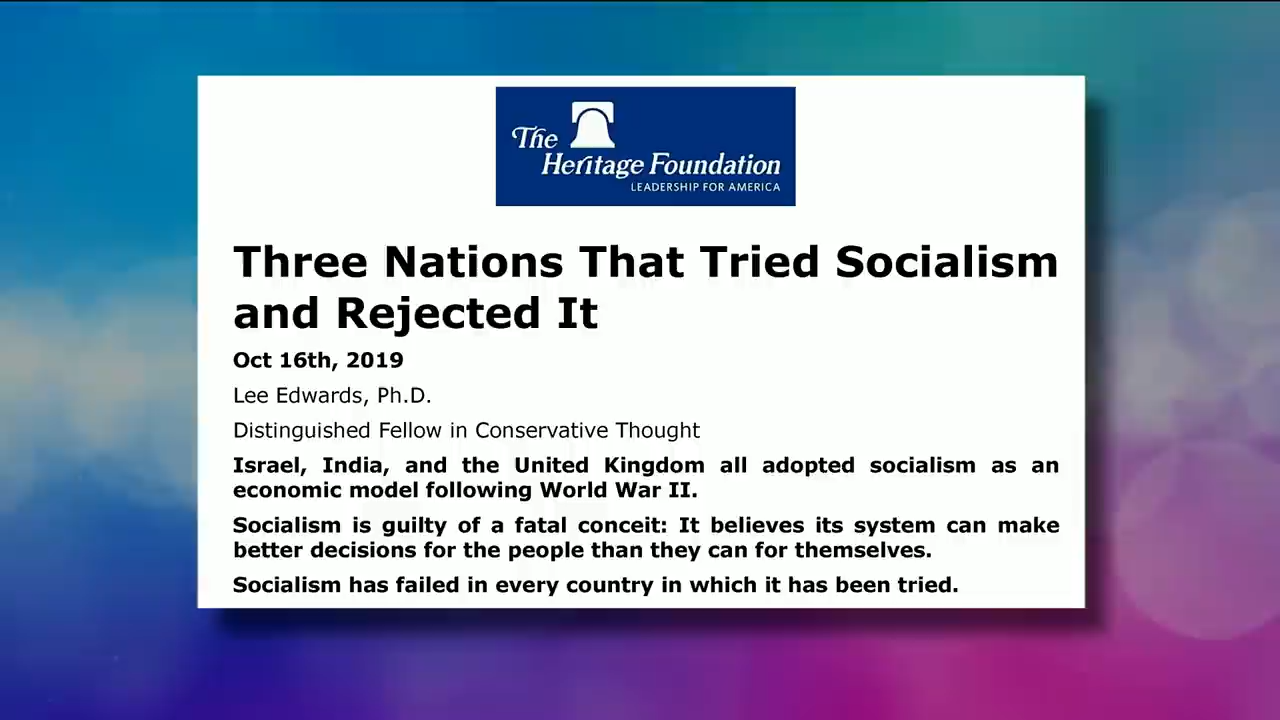 The
Heritage Foundation
LEADERSHIP FOR AMERICA
Three Nations That Tried Socialism
and Rejected It
Oct 16th, 2019
Lee Edwards, Ph.D.
Distinguished Fellow in Conservative Thought
Israel, India, and the United Kingdom all adopted socialism as an
economic model following World War II.
Socialism is guilty of a fatal conceit: It believes its system can make
better decisions for the people than they can for themselves.
Socialism has failed in every country in which it has been tried.